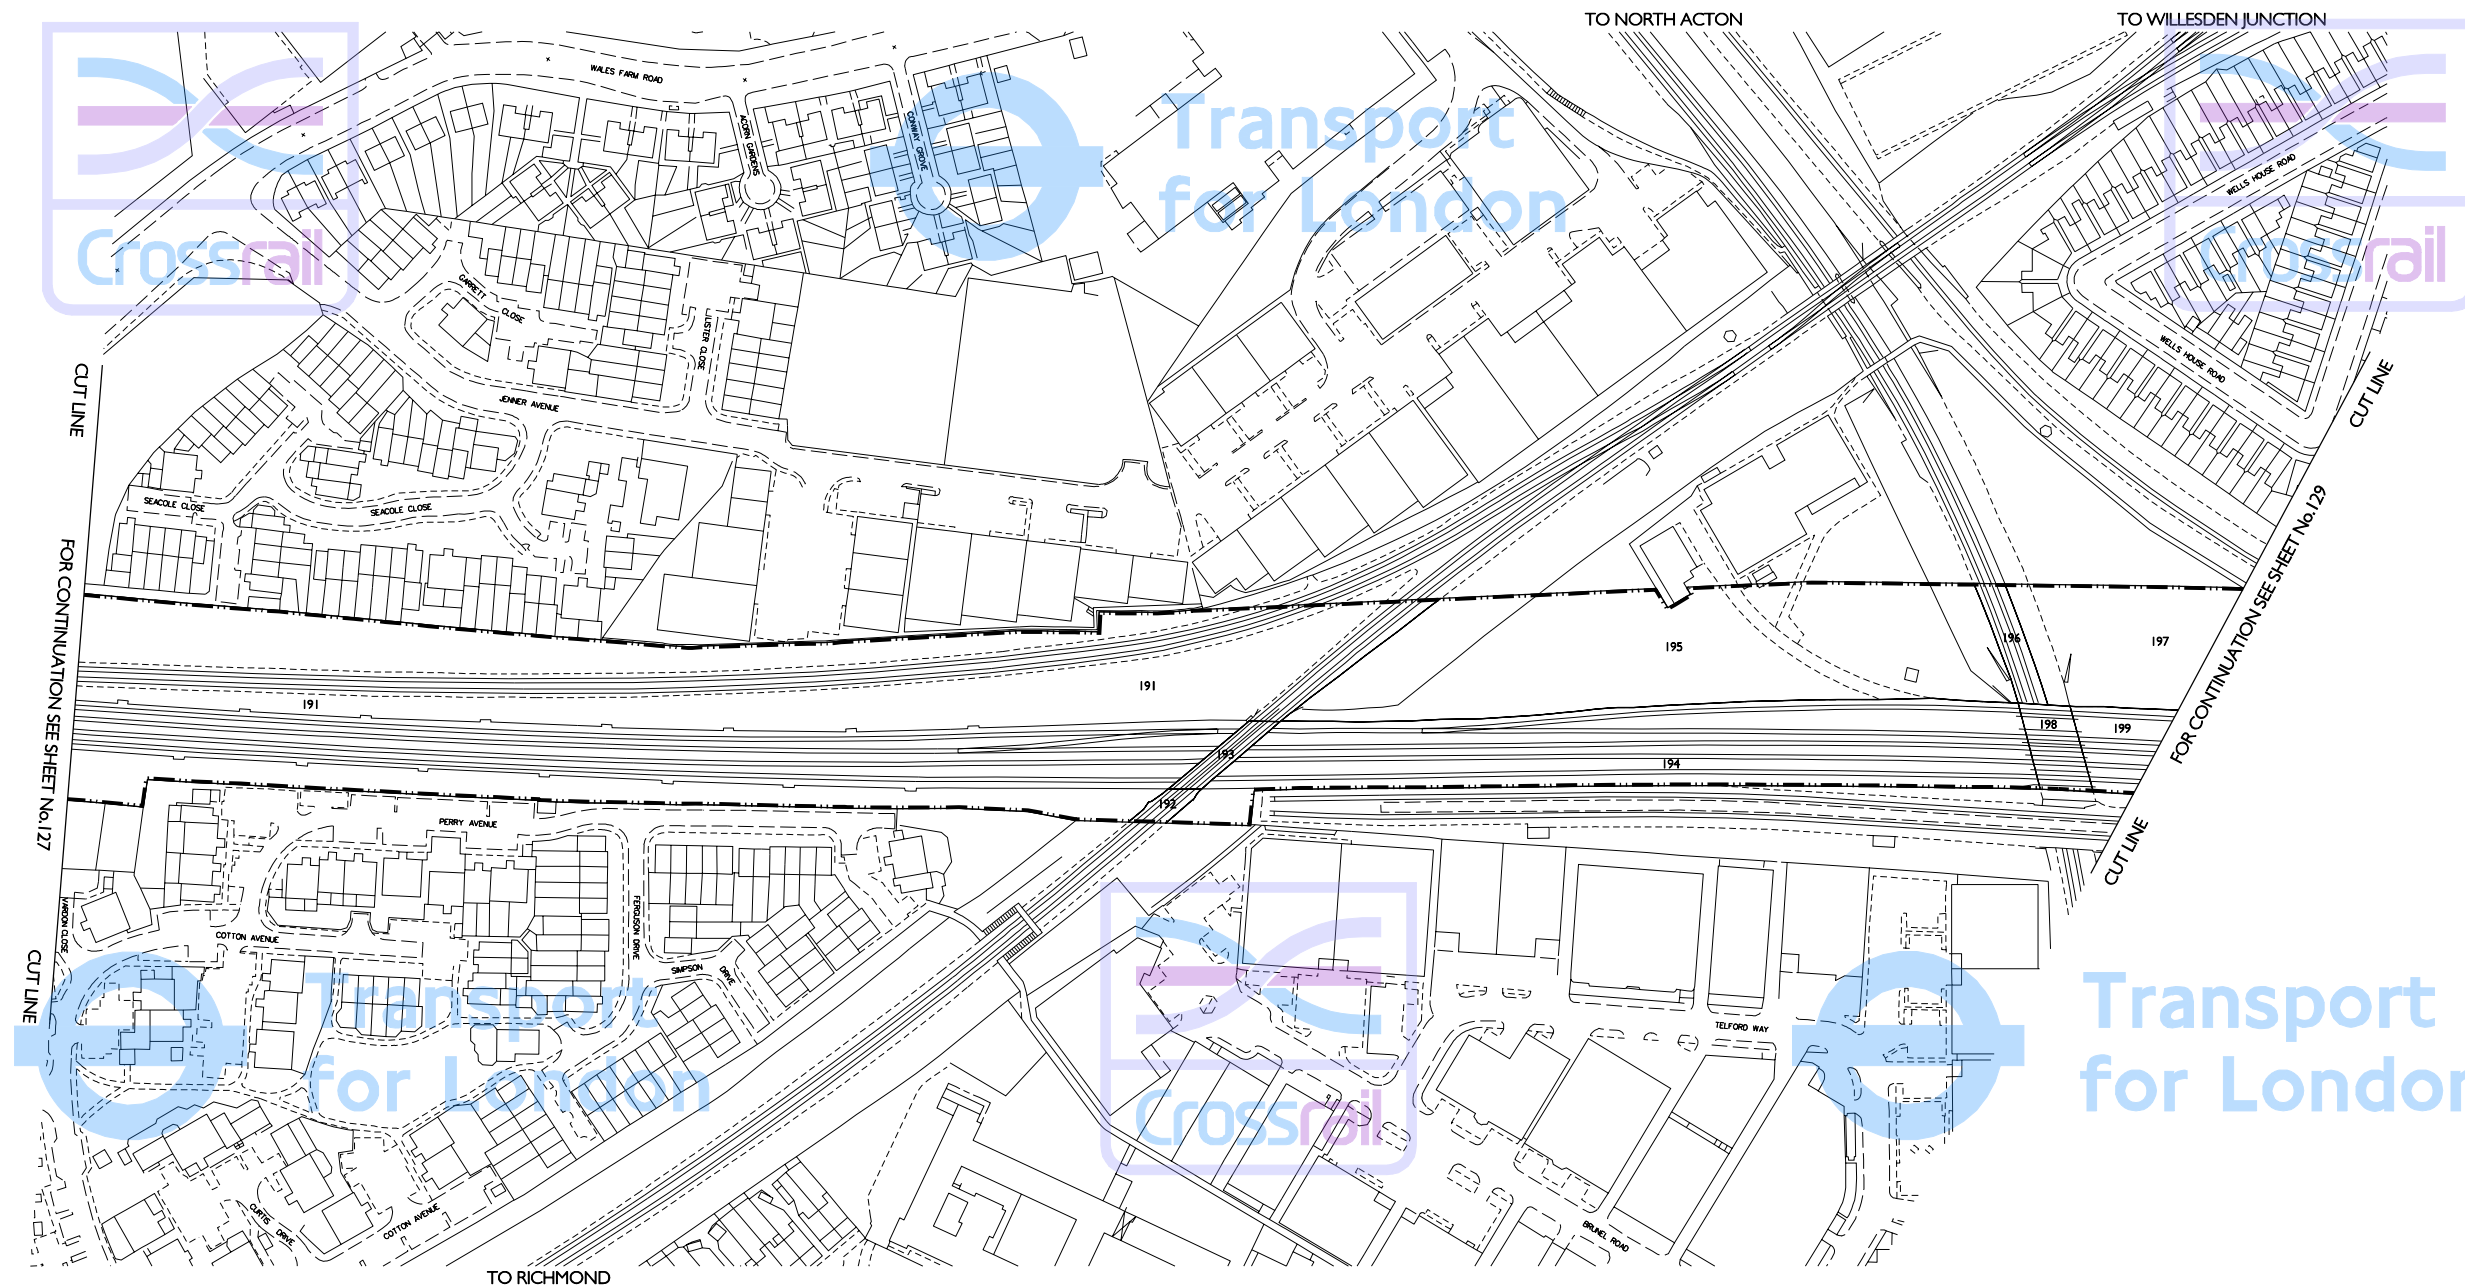 TO NORTH ACTON
TO WILLESDEN JUNCTION
WALES FARM ROAD
ACORN GARDENS
CONWAY GROVE
Transport
for London
Crossrail
WELLS HOUSE ROAD
Crossrail
GARRETT
CLOSE
LISTER CLOSE
WELLS HOUSE ROAD
CUT LINE
CUT LINE
JENNER AVENUE
SEACOLE CLOSE
SEACOLE CLOSE
FOR CONTINUATION SEE SHEET No.127
FOR CONTINUATION SEE SHEET No.129
195
196
197
191
191
198
199
193
194
192
PERRY AVENUE
CUT LINE
VARDON CLOSE
COTTON AVENUE
FERGUSON DRIVE
SIMPSON
DRIVE
CUT LINE
Transport
for London
Crossrail
TELFORD WAY
Transport
for London
CURTIS DRIVE
COTTON AVENUE
BRUNEL ROAD
TO RICHMOND